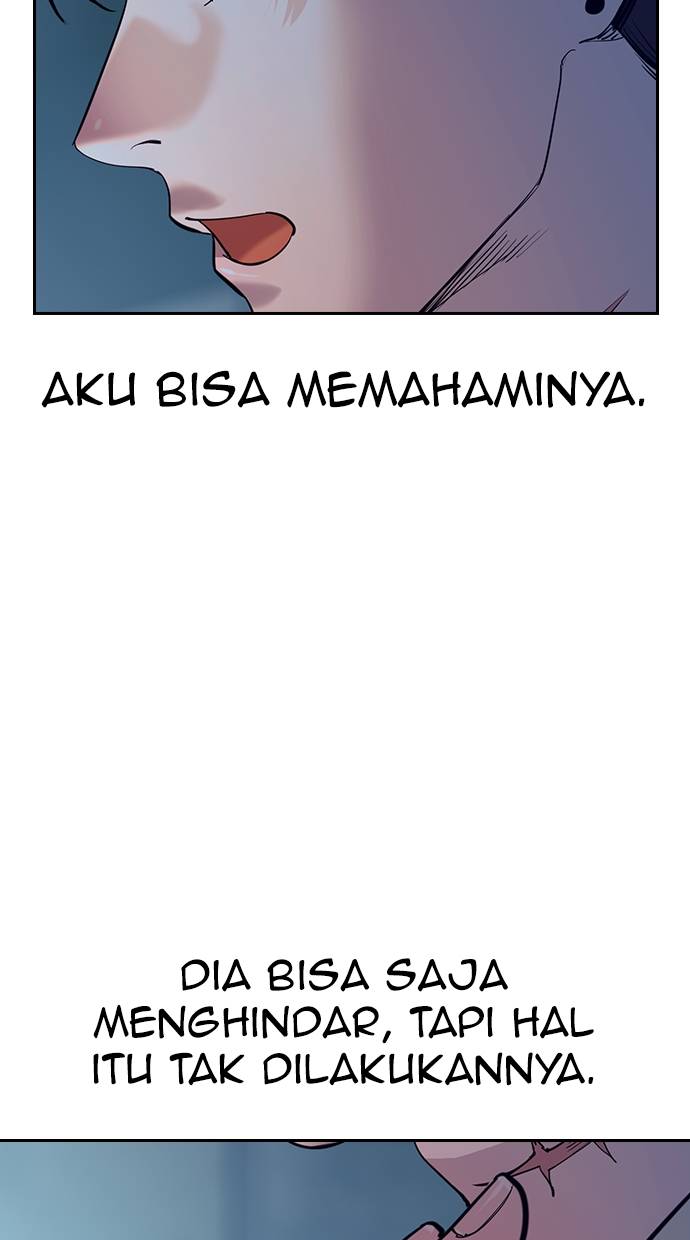 AKU BISA MEMAHAMINYA.
DIA BISA SAJA
MENGHINDAR, TAPI HAL
ITU TAK DILAKUKANNYA.